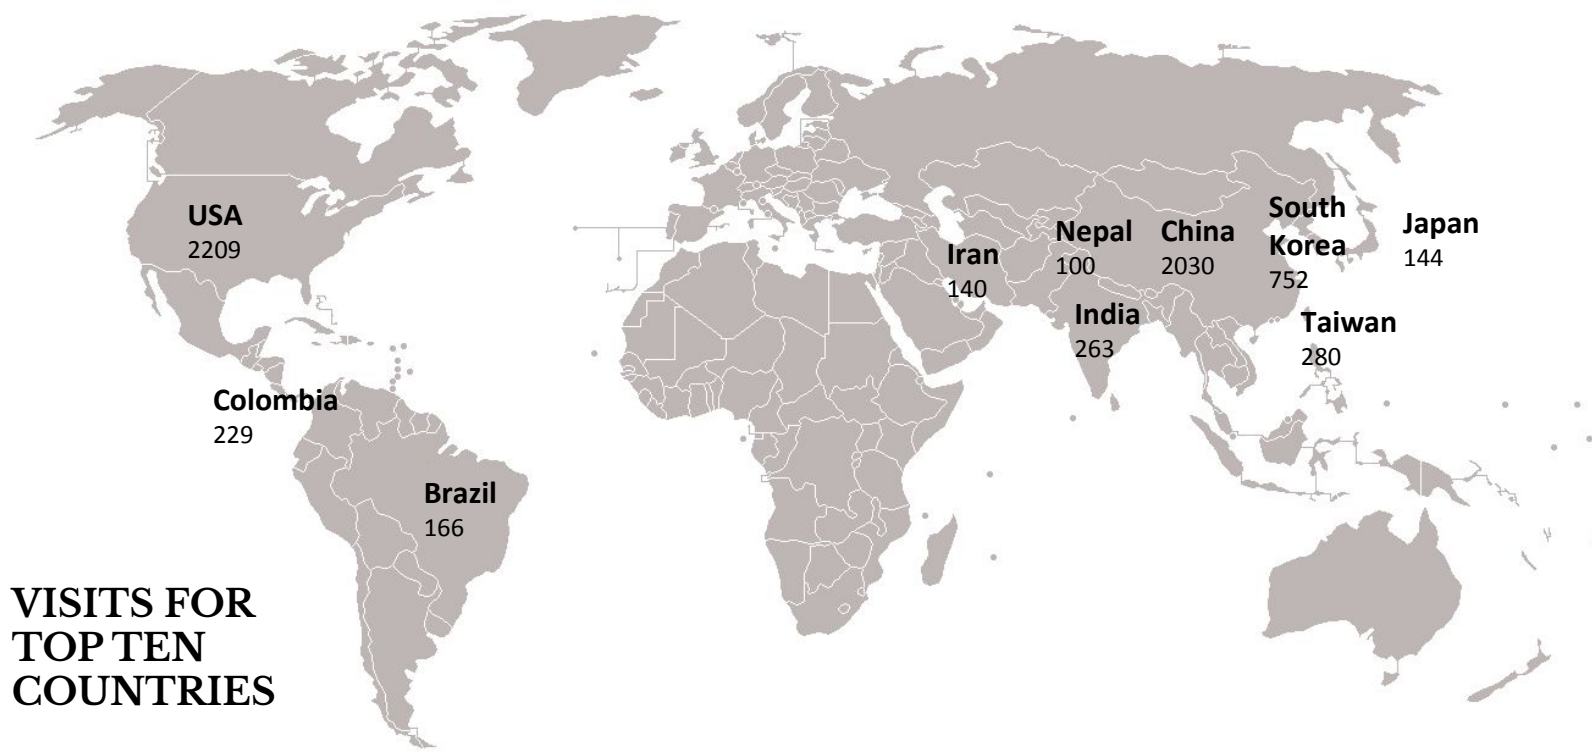 USA
2209
Colombia
229
Brazil
166
Iran
140
Nepal
100
India
263
China
2030
South
Korea
752
Japan
144
Taiwan
280
VISITS FOR
TOP TEN
COUNTRIES